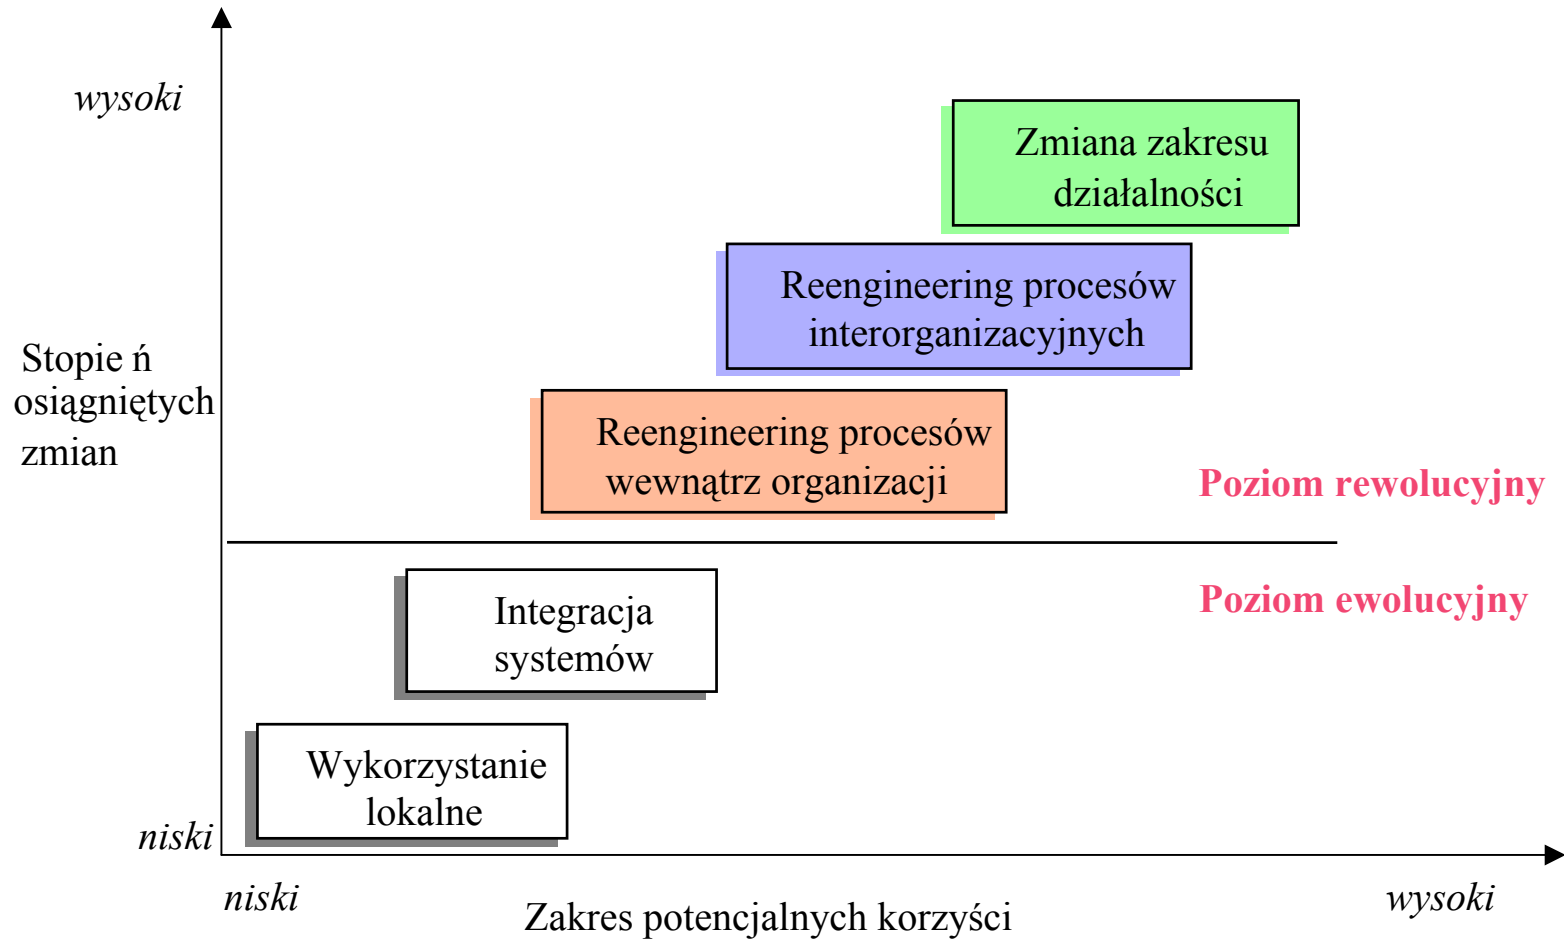 wysoki
Zmiana zakresu
działalności
Reengineering procesów
interorganizacyjnych
Stopie ń
osiągniętych
zmian
Reengineering procesów
wewnątrz organizacji
Poziom rewolucyjny
Poziom ewolucyjny
Integracja
systemów
Wykorzystanie
lokalne
niski
niski
Zakres potencjalnych korzyści
wysoki